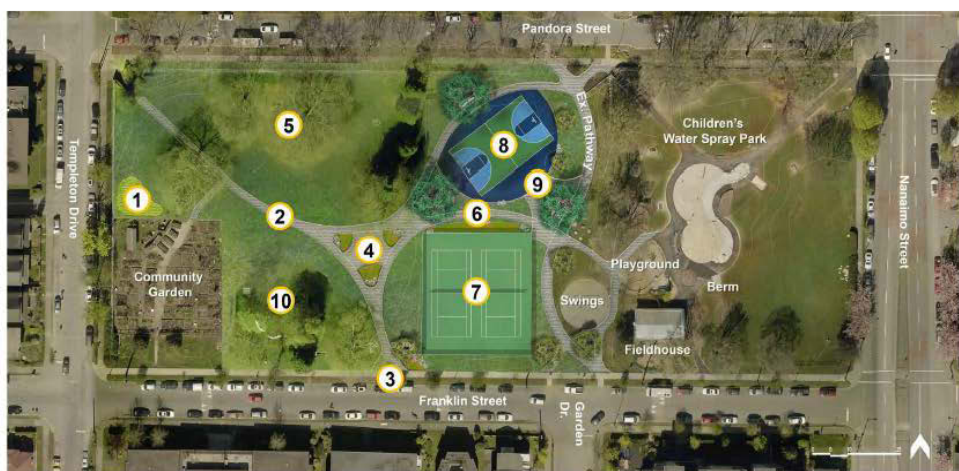 Pandora Street
Templeton Drive
Ex. Pathway
Children's
Water Spray Park
Nanaimo Street
5
8
9
1
2
6
4
Community
Garden
Playground
Berm
10
7
Swings
Fieldhouse
3
Franklin Street
Garden
Dr.